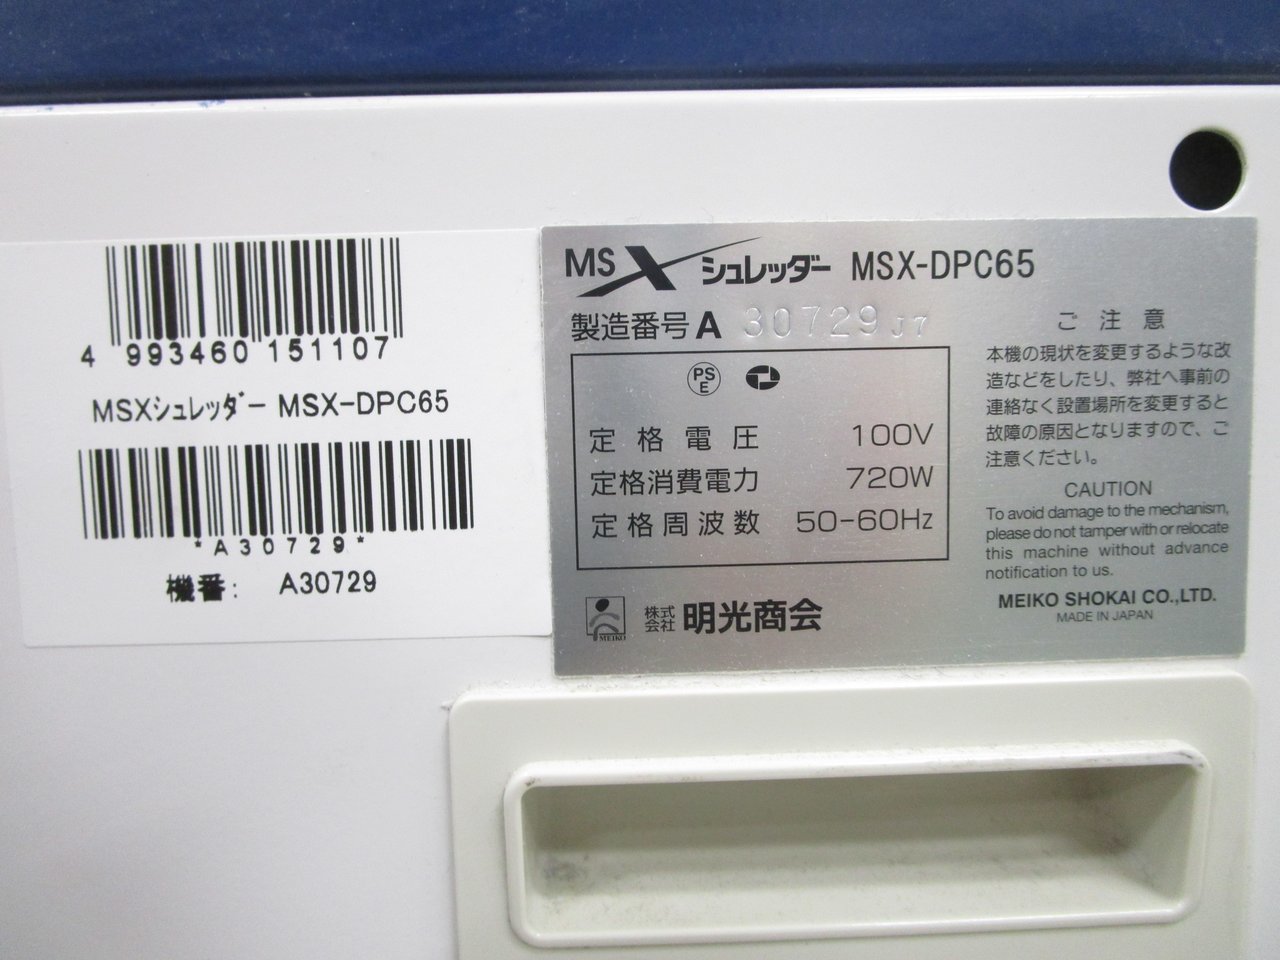 4 993460 151107
MSXシュレッダー MSX-DPC65
*A30729*
機番: A30729
MSX シュレッダー MSX-DPC65
製造番号 A 30729 J7
PS
E
定格電圧 100V
定格消費電力 720W
定格周波数 50-60Hz
MEIKO
株式会社 明光商会
ご注意
本機の現状を変更するような改
造などをしたり、弊社へ事前の
連絡なく設置場所を変更すると
故障の原因となりますので、ご
注意ください。
CAUTION
To avoid damage to the mechanism,
please do not tamper with or relocate
this machine without advance
notification to us.
MEIKO SHOKAI CO.,LTD.
MADE IN JAPAN